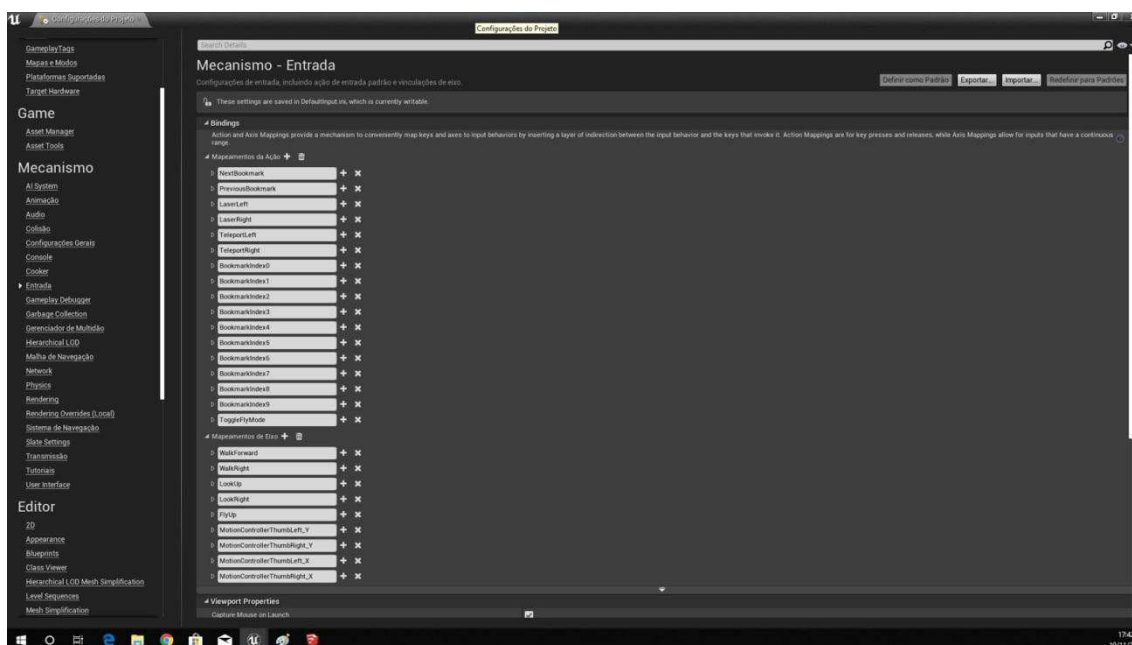 Configurações do Projeto
Configurações do Projeto
GameplayTags
Mapas e Modos
Plataformas Suportadas
Target Hardware
Game
Asset Manager
Asset Tools
Mecanismo
AI System
Animação
Audio
Colisão
Configurações Gerais
Console
Cooker
Entrada
Gameplay Debugger
Garbage Collection
Gerenciador de Multidão
Hierarchical LOD
Malha de Navegação
Network
Physics
Rendering
Rendering Overrides (Local)
Sistema de Navegação
Slate Settings
Transmissão
Tutoriais
User Interface
Editor
2D
Appearance
Blueprints
Class Viewer
Hierarchical LOD Mesh Simplification
Level Sequences
Mesh Simplification
Search Details
Mecanismo - Entrada
Configurações de entrada, incluindo ação de entrada padrão e vinculações de eixo.
Definir como Padrão Exportar... Importar... Redefinir para Padrões
These settings are saved in DefaultInput.ini, which is currently writable.
Bindings
Action and Axis Mappings provide a mechanism to conveniently map keys and axes to input behaviors by inserting a layer of indirection between the input behavior and the keys that invoke it. Action Mappings are for key presses and releases, while Axis Mappings allow for inputs that have a continuous
range.
Mapeamentos da Ação
NextBookmark
PreviousBookmark
LaserLeft
LaserRight
TeleportLeft
TeleportRight
BookmarkIndex0
BookmarkIndex1
BookmarkIndex2
BookmarkIndex3
BookmarkIndex4
BookmarkIndex5
BookmarkIndex6
BookmarkIndex7
BookmarkIndex8
BookmarkIndex9
ToggleFlyMode
Mapeamentos de Eixo
WalkForward
WalkRight
LookUp
LookRight
FlyUp
MotionControllerThumbLeft_Y
MotionControllerThumbRight_Y
MotionControllerThumbLeft_X
MotionControllerThumbRight_X
Viewport Properties
Capture Mouse on Launch
17:42